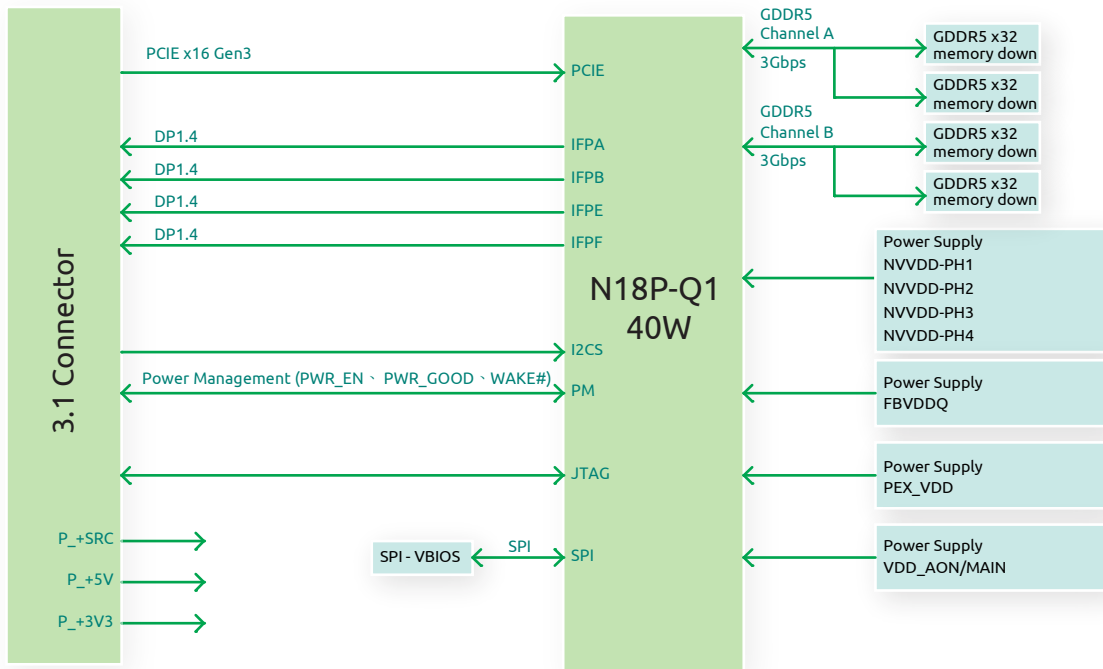 3.1 Connector
PCIE x16 Gen3
DP1.4
DP1.4
DP1.4
DP1.4
Power Management (PWR_EN、 PWR_GOOD、WAKE#)
P_+SRC
P_+5V
P_+3V3
SPI - VBIOS
SPI
PCIE
IFPA
IFPB
IFPE
IFPF
N18P-Q1
40W
I2CS
PM
JTAG
SPI
GDDR5
Channel A
3Gbps
GDDR5
Channel B
3Gbps
GDDR5 x32
memory down
GDDR5 x32
memory down
GDDR5 x32
memory down
GDDR5 x32
memory down
Power Supply
NVVDD-PH1
NVVDD-PH2
NVVDD-PH3
NVVDD-PH4
Power Supply
FBVDDQ
Power Supply
PEX_VDD
Power Supply
VDD_AON/MAIN